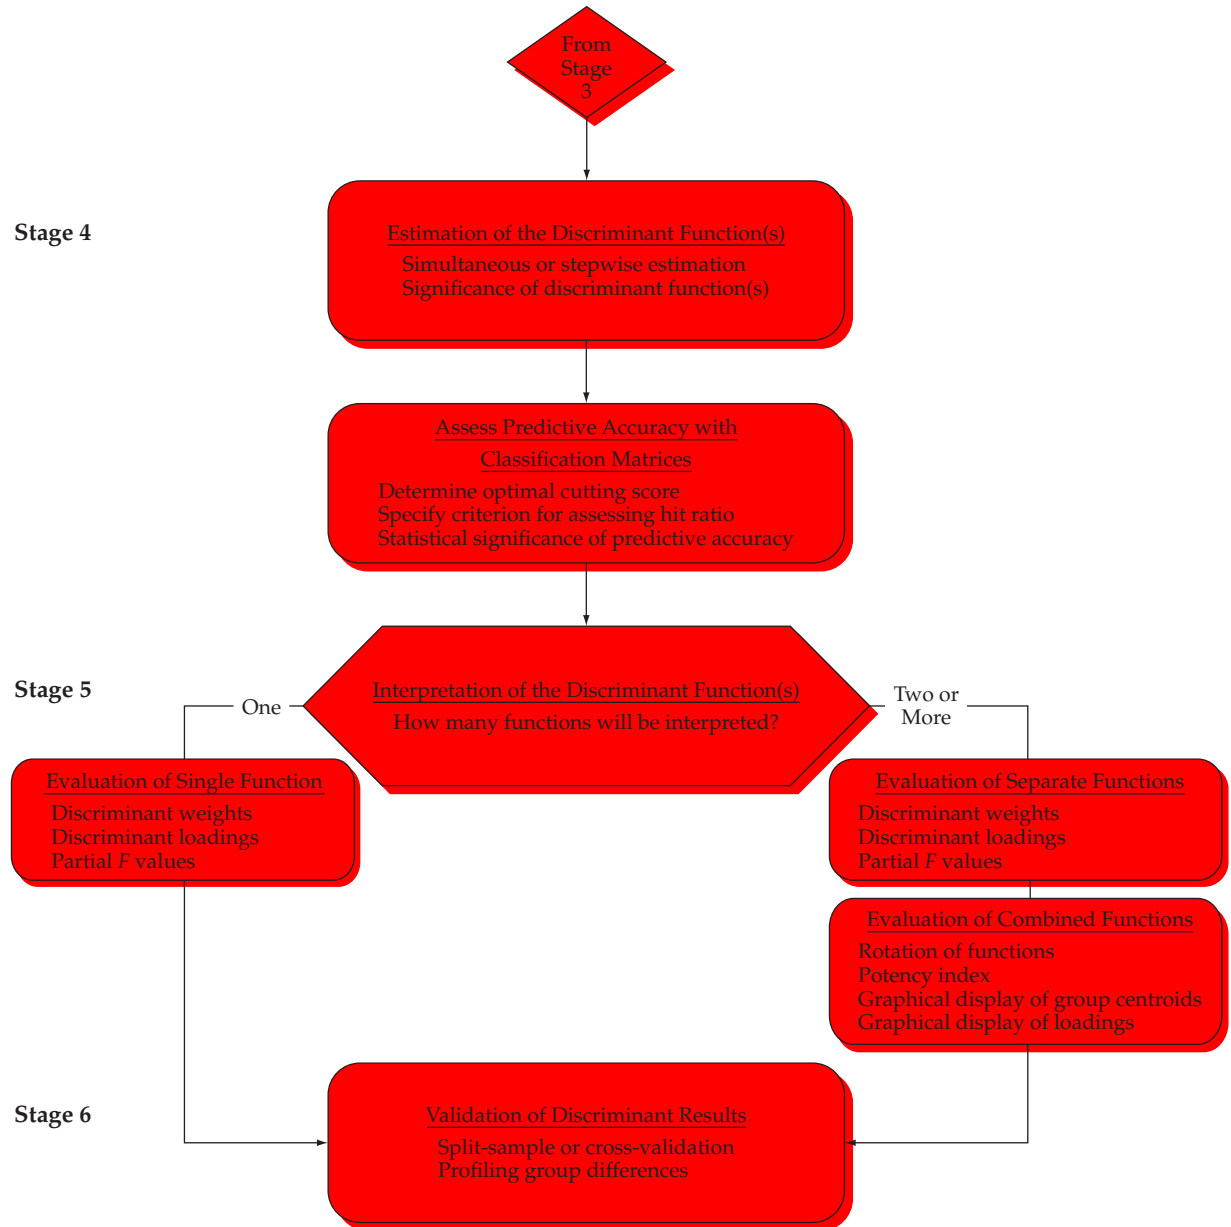 From
Stage
3
Stage 4
Estimation of the Discriminant Function(s)
Simultaneous or stepwise estimation
Significance of discriminant function(s)
Assess Predictive Accuracy with
Classification Matrices
Determine optimal cutting score
Specify criterion for assessing hit ratio
Statistical significance of predictive accuracy
Stage 5
Interpretation of the Discriminant Function(s)
How many functions will be interpreted?
One
Two or
More
Evaluation of Single Function
Discriminant weights
Discriminant loadings
Partial F values
Evaluation of Separate Functions
Discriminant weights
Discriminant loadings
Partial F values
Evaluation of Combined Functions
Rotation of functions
Potency index
Graphical display of group centroids
Graphical display of loadings
Stage 6
Validation of Discriminant Results
Split-sample or cross-validation
Profiling group differences